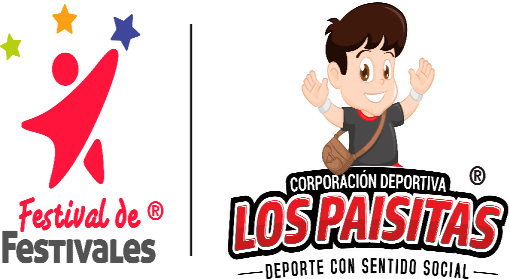 Festival de ®
FESTIVALES
CORPORACIÓN DEPORTIVA ®
LOS PAISITAS
DEPORTE CON SENTIDO SOCIAL